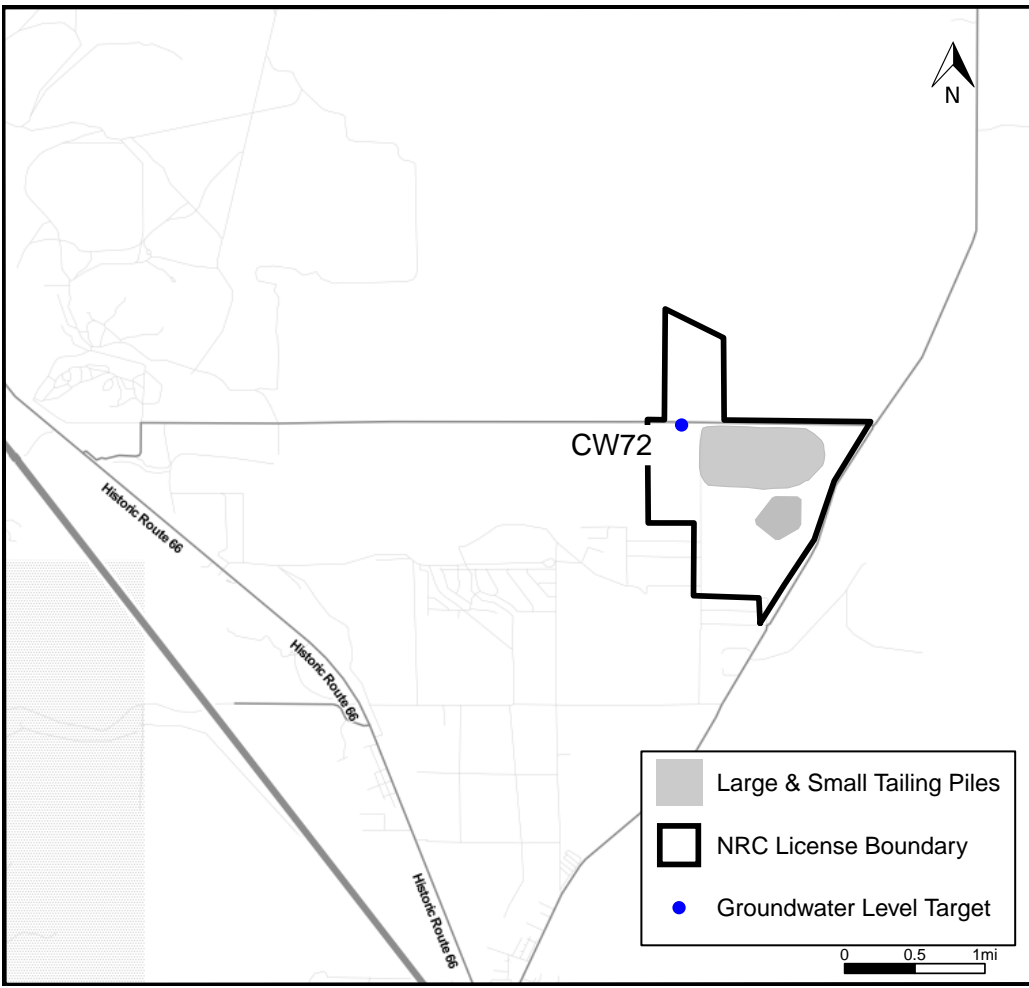 N
CW72
Historic Route 66
Historic Route 66
Historic Route 66
Large & Small Tailing Piles
NRC License Boundary
Groundwater Level Target
0 0.5 1mi